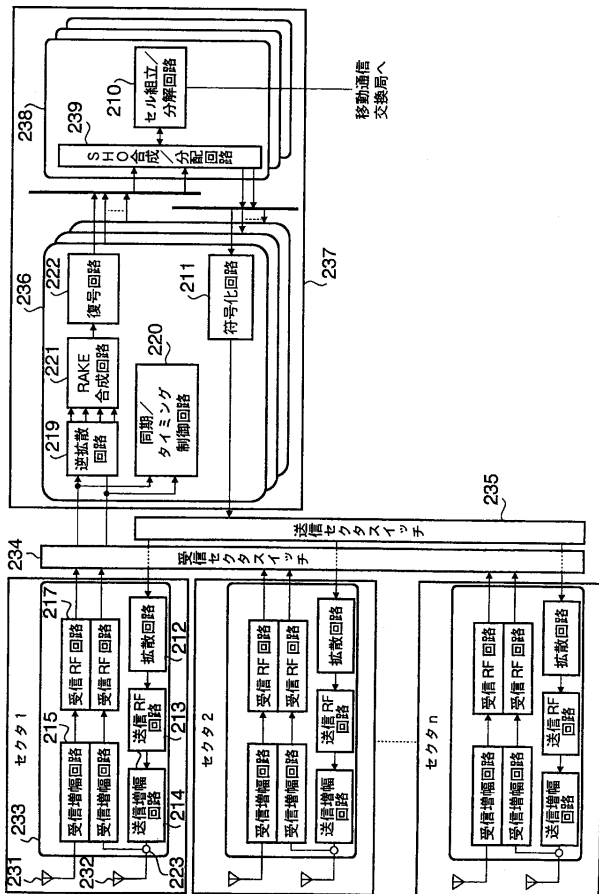 238
239
210
セル組立/
分解回路
SHO合成/分配回路
移動通信
交換局へ
236
222
復号回路
221
RAKE
合成回路
219
逆拡散
回路
220
同期/
タイミング
制御回路
211
符号化回路
237
234
受信セクタスイッチ
235
送信セクタスイッチ
セクタ1
233
231
232
215
受信増幅回路
受信増幅回路
217
受信RF回路
受信RF回路
拡散回路
212
送信RF
回路
213
送信増幅
回路
214
223
セクタ2
受信増幅回路
受信増幅回路
受信RF回路
受信RF回路
拡散回路
送信RF
回路
送信増幅
回路
セクタn
受信増幅回路
受信増幅回路
受信RF回路
受信RF回路
拡散回路
送信RF
回路
送信増幅
回路